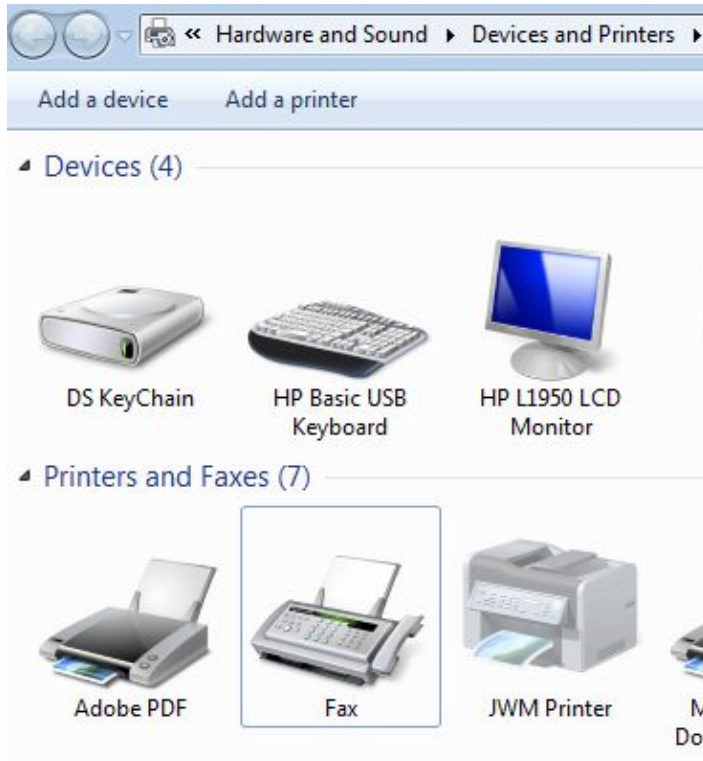 « Hardware and Sound ▸ Devices and Printers ▸
Add a device Add a printer
Devices (4)
DS KeyChain
HP Basic USB
Keyboard
HP L1950 LCD
Monitor
Printers and Faxes (7)
Adobe PDF
Fax
JWM Printer